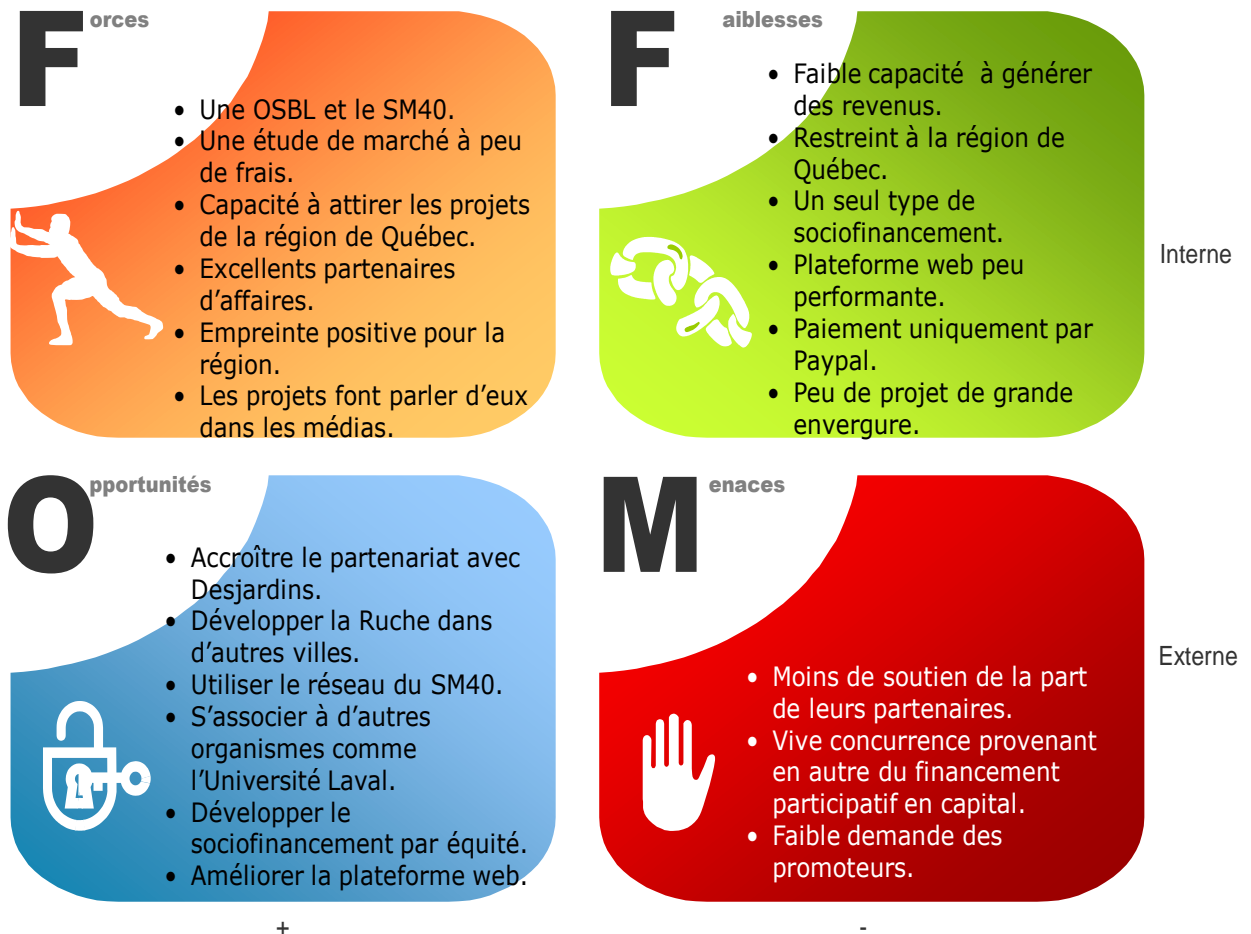 Forces
• Une OSBL et le SM40.
• Une étude de marché à peu
de frais.
• Capacité à attirer les projets
de la région de Québec.
• Excellents partenaires
d’affaires.
• Empreinte positive pour la
région.
• Les projets font parler d’eux
dans les médias.
Faiblesses
• Faible capacité à générer
des revenus.
• Restreint à la région de
Québec.
• Un seul type de
sociofinancement.
• Plateforme web peu
performante.
• Paiement uniquement par
Paypal.
• Peu de projet de grande
envergure.
Interne
Opportunités
• Accroître le partenariat avec
Desjardins.
• Développer la Ruche dans
d’autres villes.
• Utiliser le réseau du SM40.
• S’associer à d’autres
organismes comme
l’Université Laval.
• Développer le
sociofinancement par équité.
• Améliorer la plateforme web.
Menaces
• Moins de soutien de la part
de leurs partenaires.
• Vive concurrence provenant
en autre du financement
participatif en capital.
• Faible demande des
promoteurs.
Externe
+
-